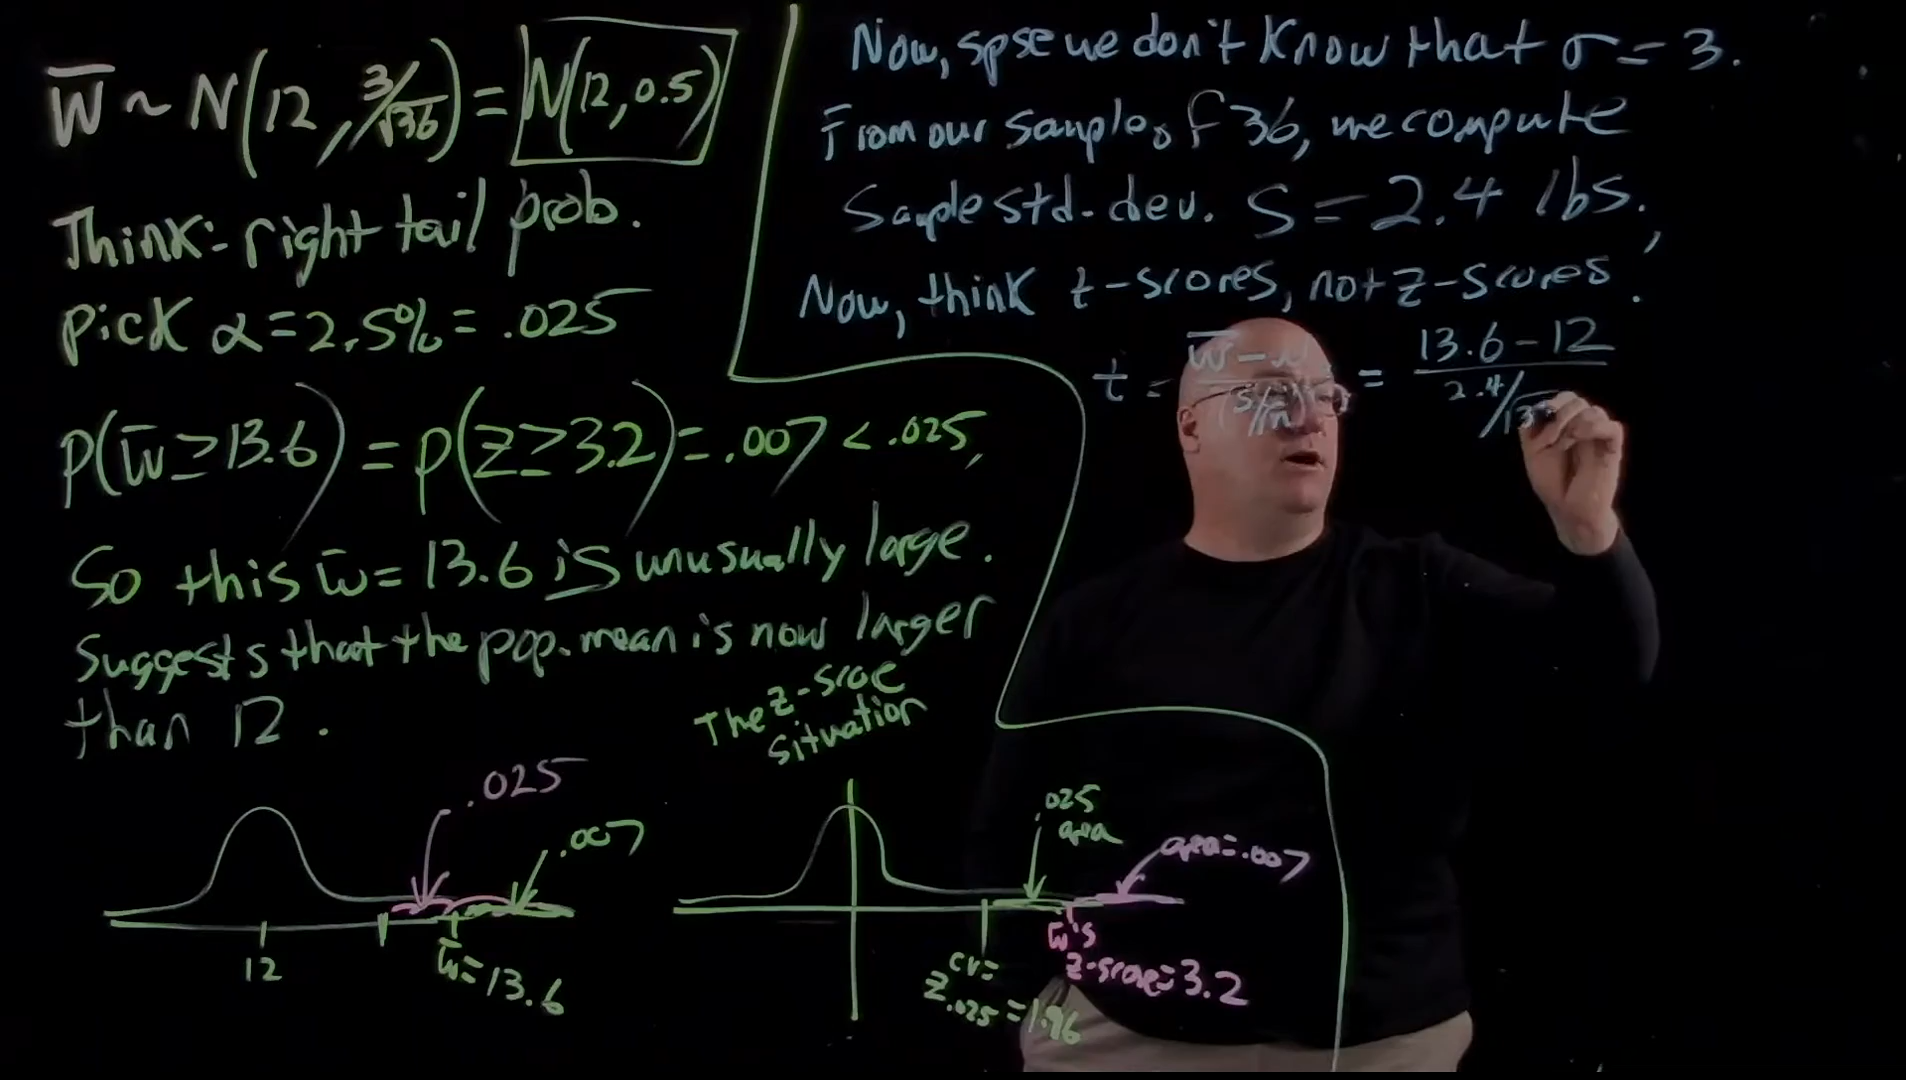 W̅ ~ N(12, 3/√36) = N(12, 0.5)
Think: right tail prob.
Pick α = 2.5% = .025
P(w̅ ≥ 13.6) = P(Z ≥ 3.2) = .007 < .025,
So this w̅ = 13.6 is unusually large.
Suggests that the pop. mean is now larger
than 12.
.025
.007
12
w̅ = 13.6
The z-scroe
situation
.025
area
area = .007
w̅'s
z-score = 3.2
cv =
z.025 = 1.96
Now, spse we don't know that σ = 3.
From our sample of 36, we compute
Sample std. dev. S = 2.4 lbs.,
Now, think t-scores, not z-scores.
t = (w̅ - μ)/(s/√n) = (13.6 - 12)/(2.4/√3